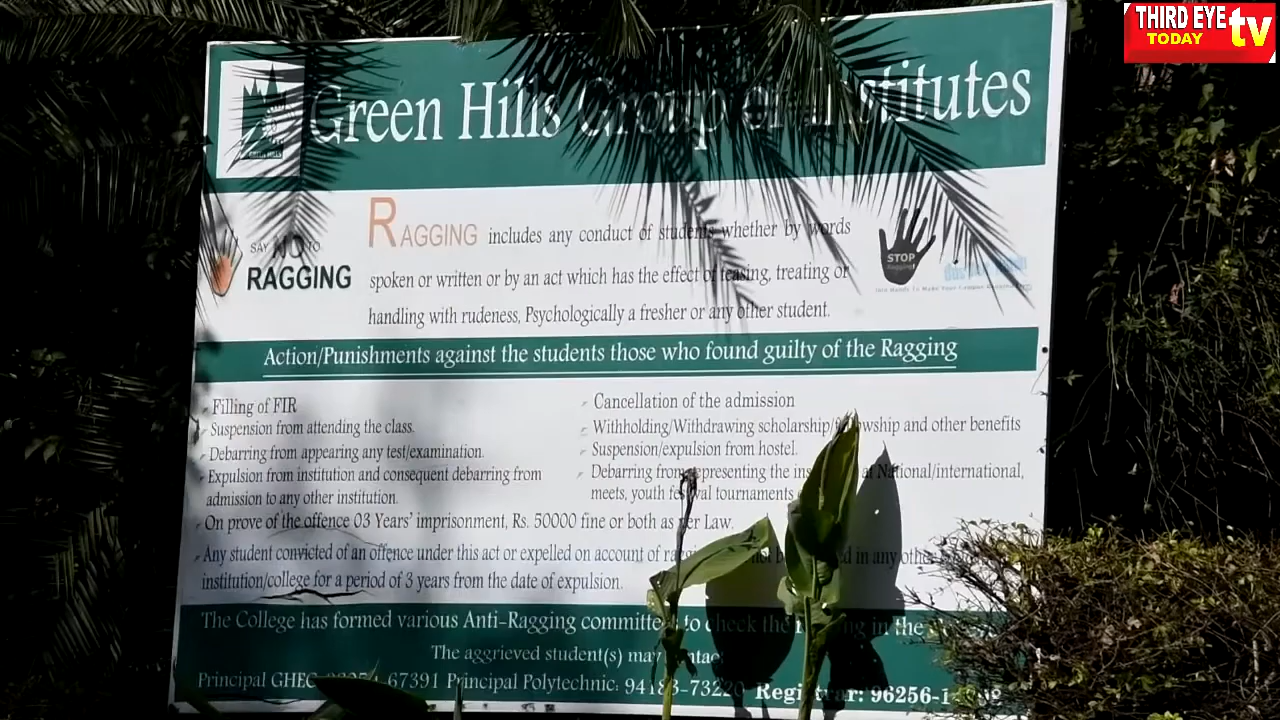 THIRD EYE
TODAY tv
GREEN HILLS
Green Hills Group of Institutes
SAY NO TO
RAGGING
RAGGING includes any conduct of students whether by words
spoken or written or by an act which has the effect of teasing, treating or
handling with rudeness, Psychologically a fresher or any other student.
STOP
Ragging!
Action/Punishments against the students those who found guilty of the Ragging
Filling of FIR
Suspension from attending the class.
Debarring from appearing any test/examination.
Expulsion from institution and consequent debarring from
admission to any other institution.
Cancellation of the admission
Withholding/Withdrawing scholarship/fellowship and other benefits
Suspension/expulsion from hostel.
Debarring from representing the at National/international,
meets, youth festival tournaments
On prove of the offence 03 Years' imprisonment, Rs. 50000 fine or both as per Law.
Any student convicted of an offence under this act or expelled on account of in any other
institution/college for a period of 3 years from the date of expulsion.
The College has formed various Anti-Ragging committees to check the ragging in the
The aggrieved student(s) may contact
Principal GHEC 67391 Principal Polytechnic: Registrar: